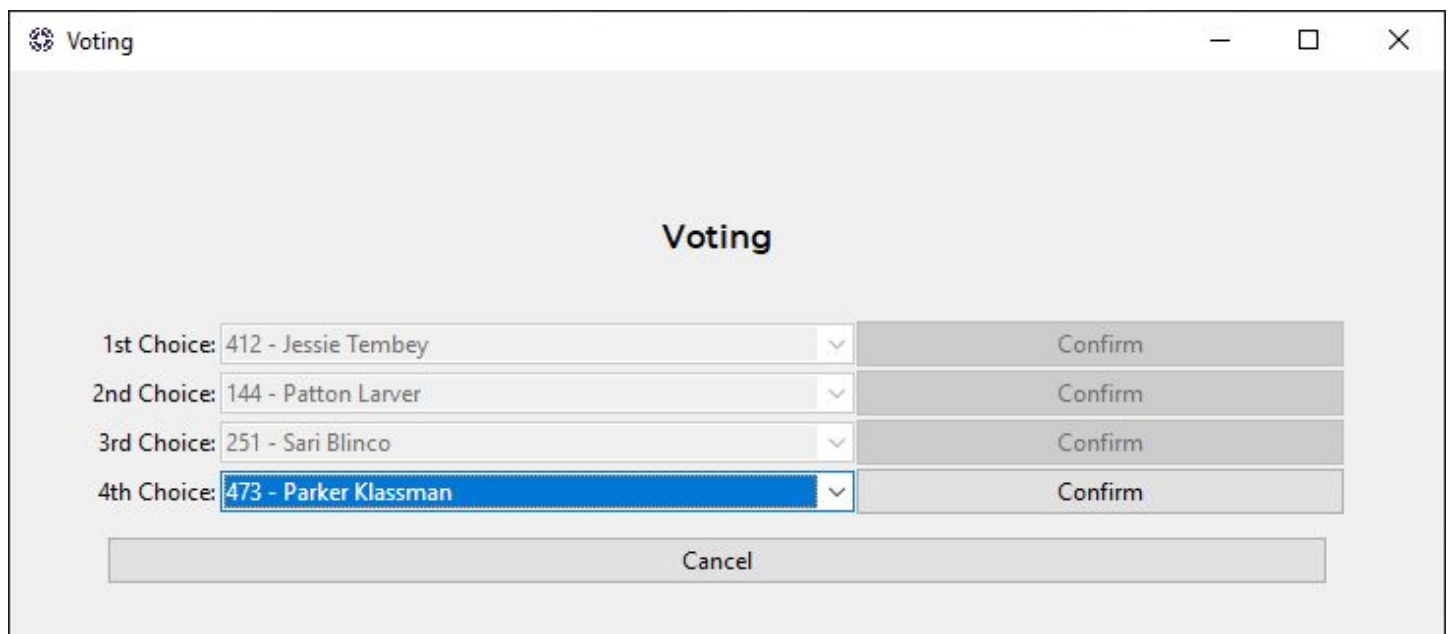 Voting
Voting
1st Choice: 412 - Jessie Tembey Confirm
2nd Choice: 144 - Patton Larver Confirm
3rd Choice: 251 - Sari Blinco Confirm
4th Choice: 473 - Parker Klassman Confirm
Cancel